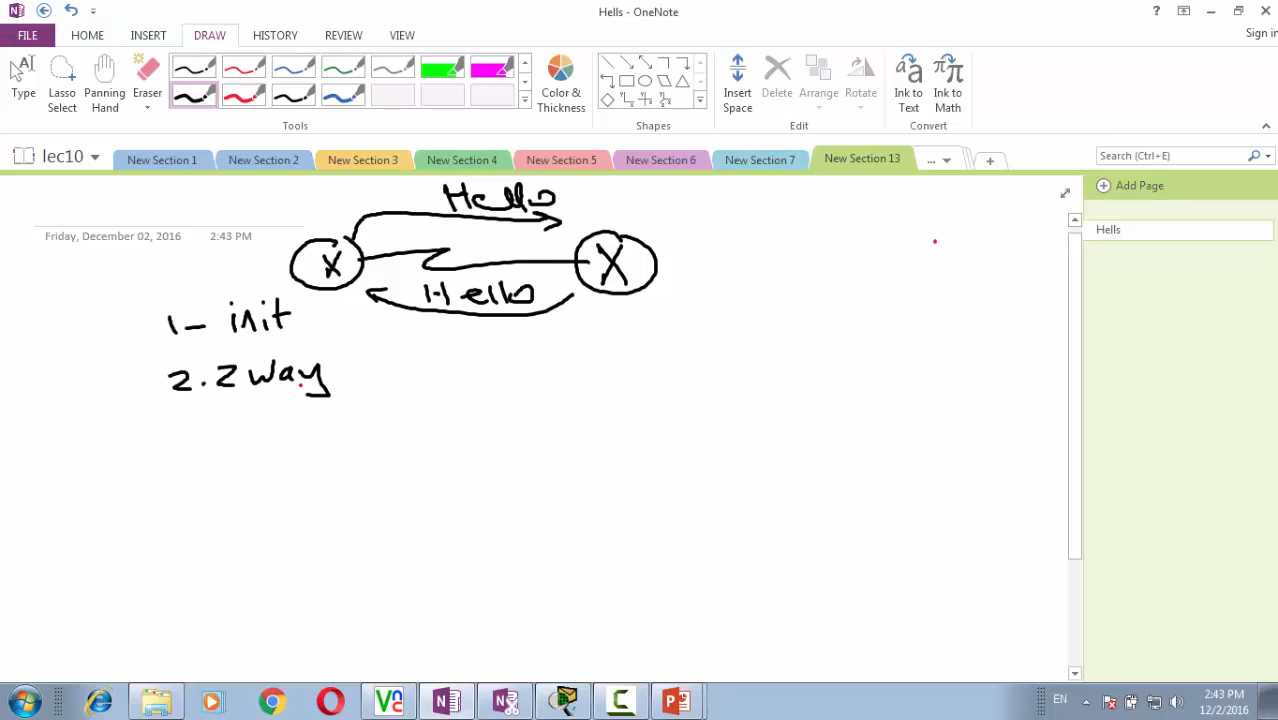 Hells - OneNote
? Sign in
FILE HOME INSERT DRAW HISTORY REVIEW VIEW
Type Lasso Select Panning Hand Eraser Color & Thickness Insert Space Delete Arrange Rotate Ink to Text Ink to Math
Tools Shapes Edit Convert
lec10 New Section 1 New Section 2 New Section 3 New Section 4 New Section 5 New Section 6 New Section 7 New Section 13 ... Search (Ctrl+E)
Add Page
Hells
Friday, December 02, 2016 2:43 PM
Hello
X X
Hello
1- init
2. 2 way
EN 2:43 PM
12/2/2016